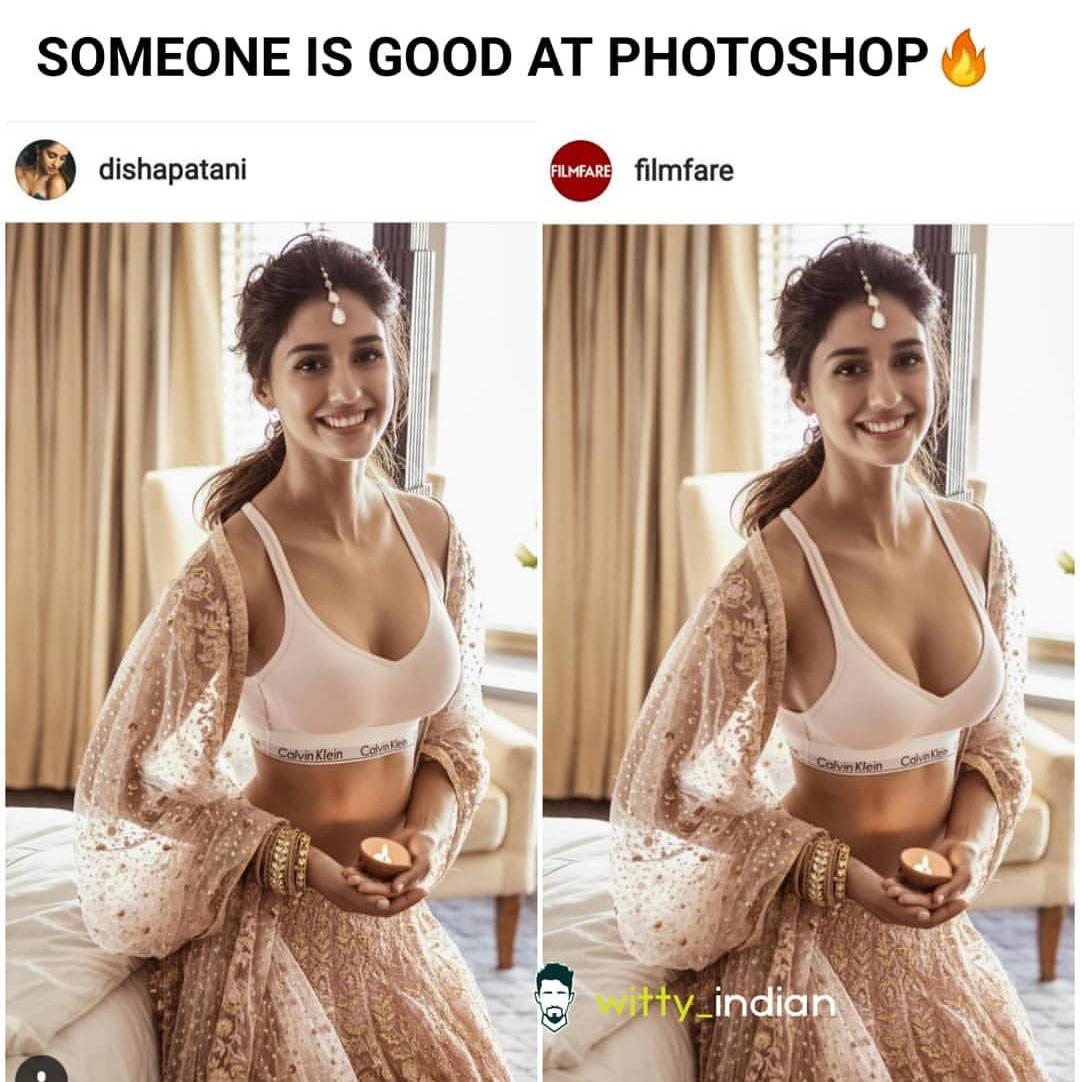 SOMEONE IS GOOD AT PHOTOSHOP🔥
dishapatani
FILMFARE filmfare
Calvin Klein Calvin Klein
Calvin Klein Calvin Klein
witty_indian